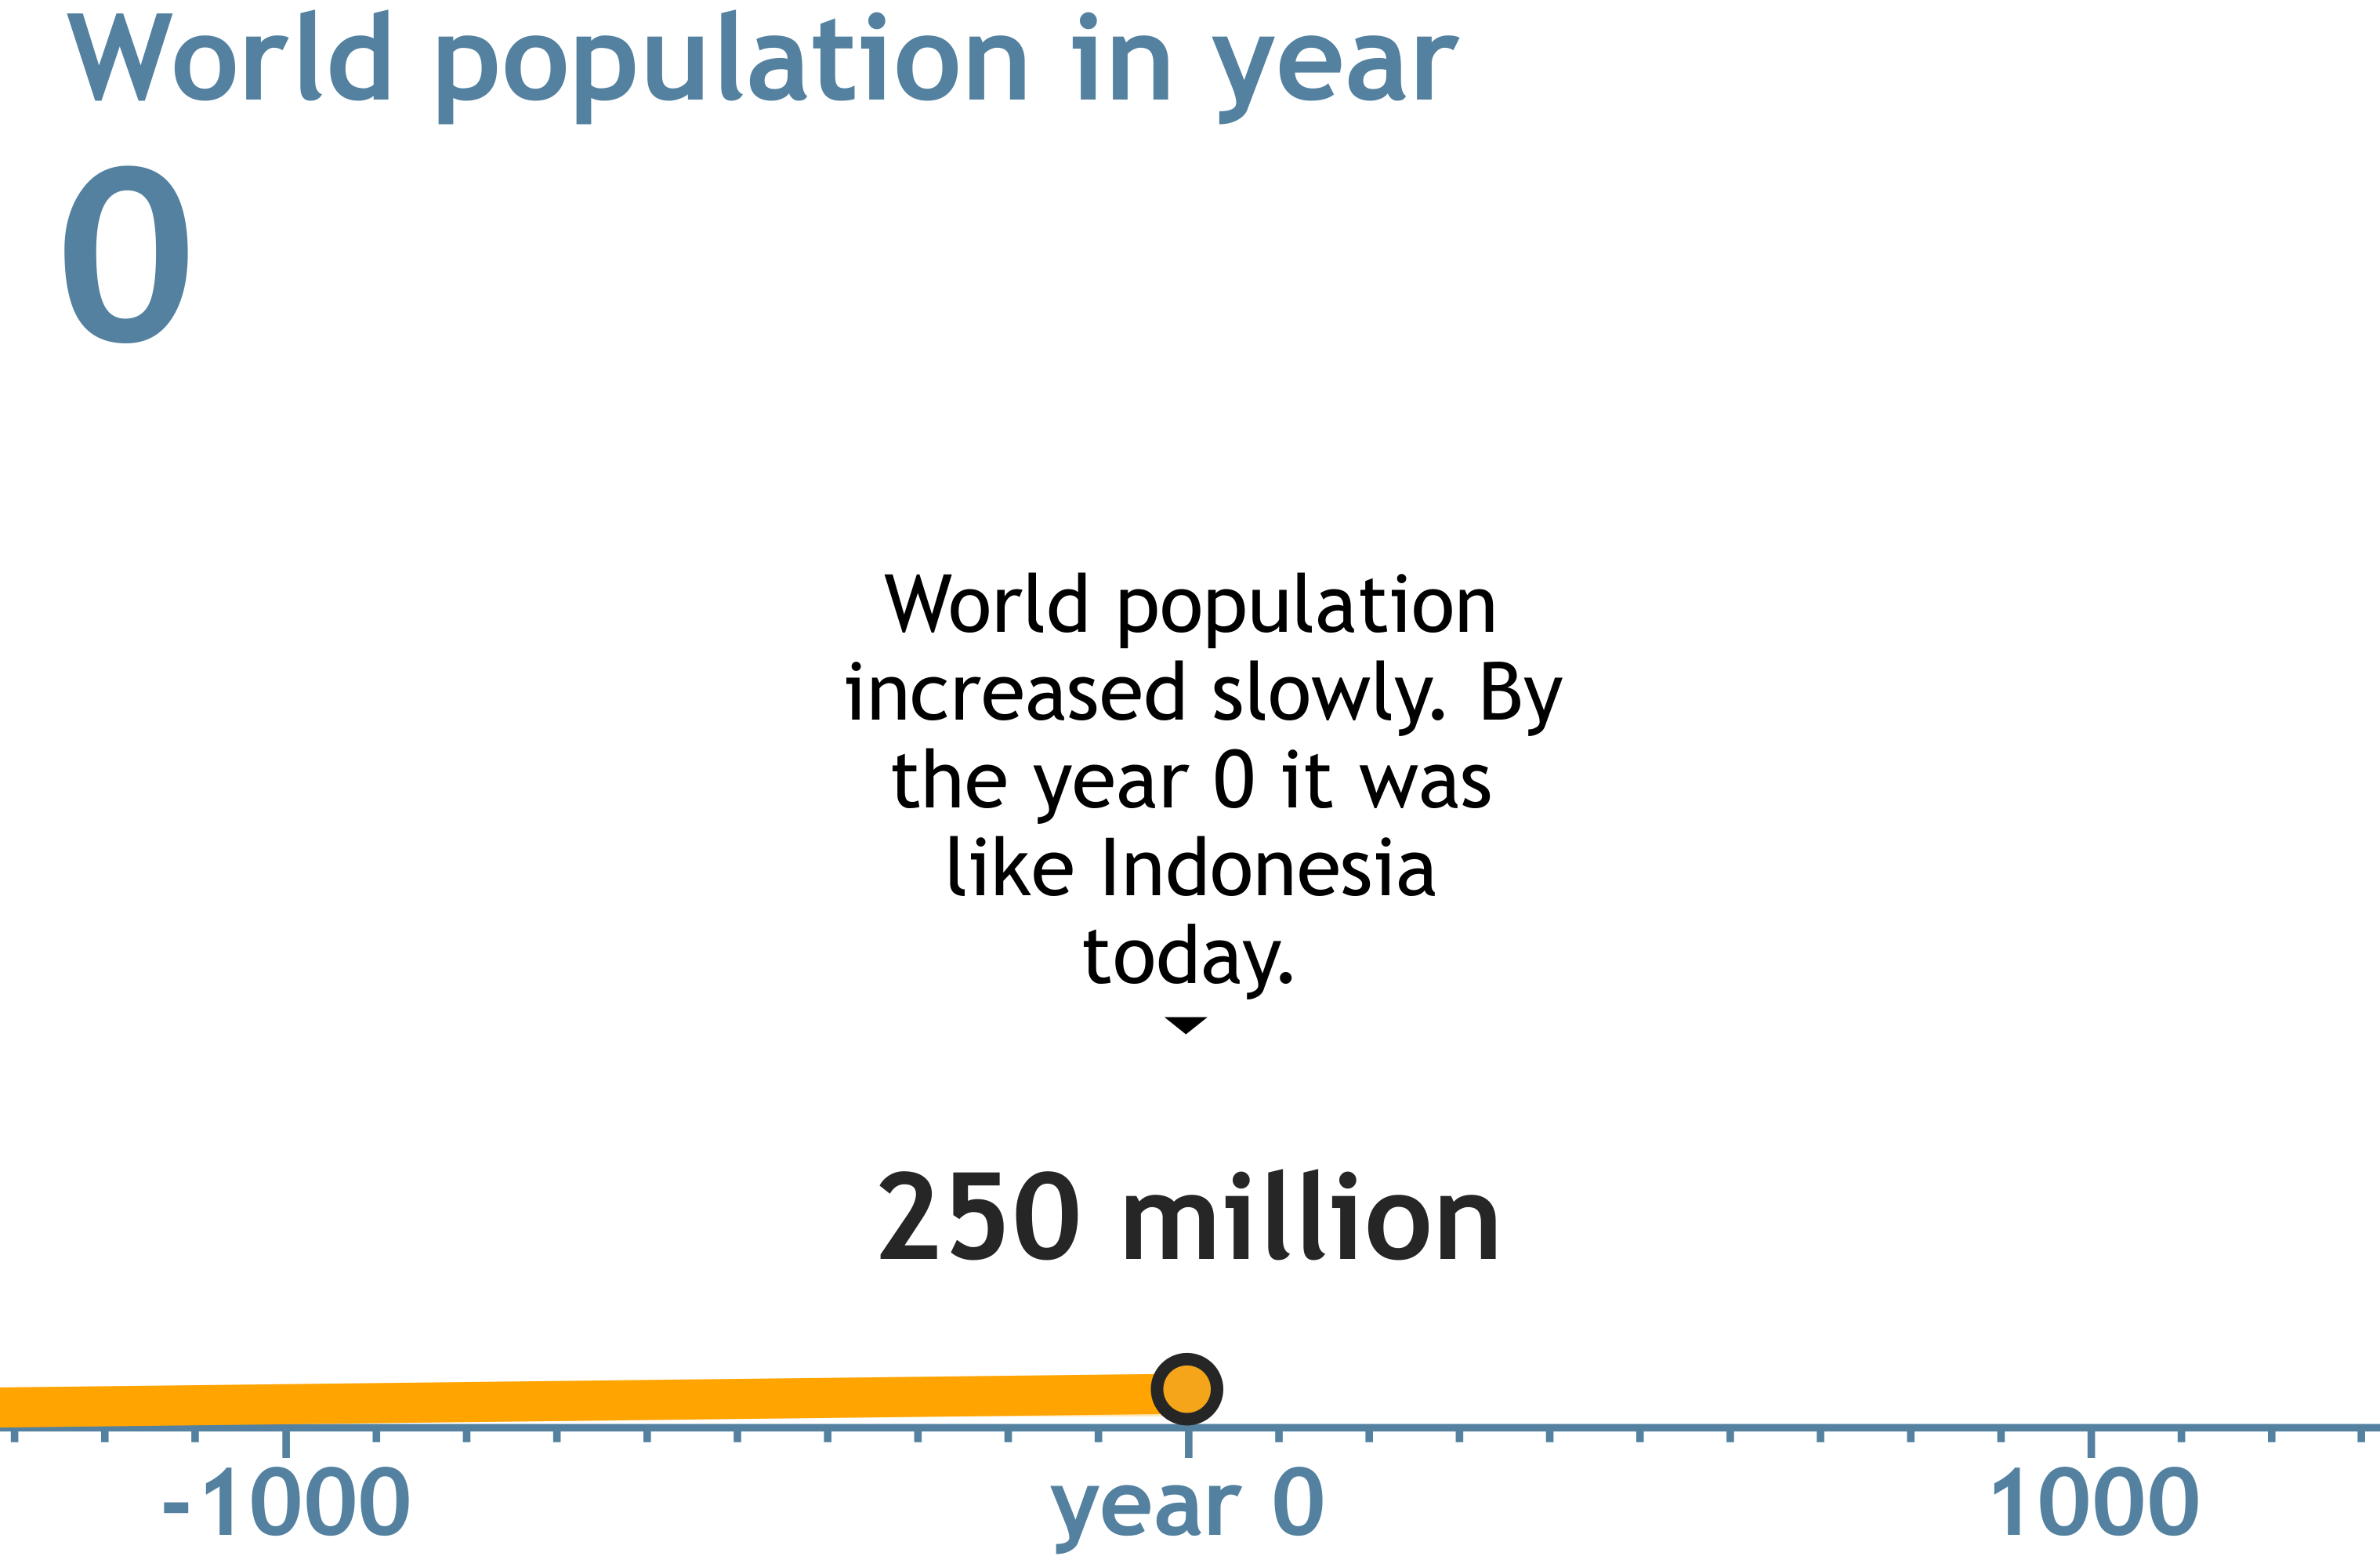 World population in year
0
World population
increased slowly. By
the year 0 it was
like Indonesia
today.
250 million
-1000 year 0 1000